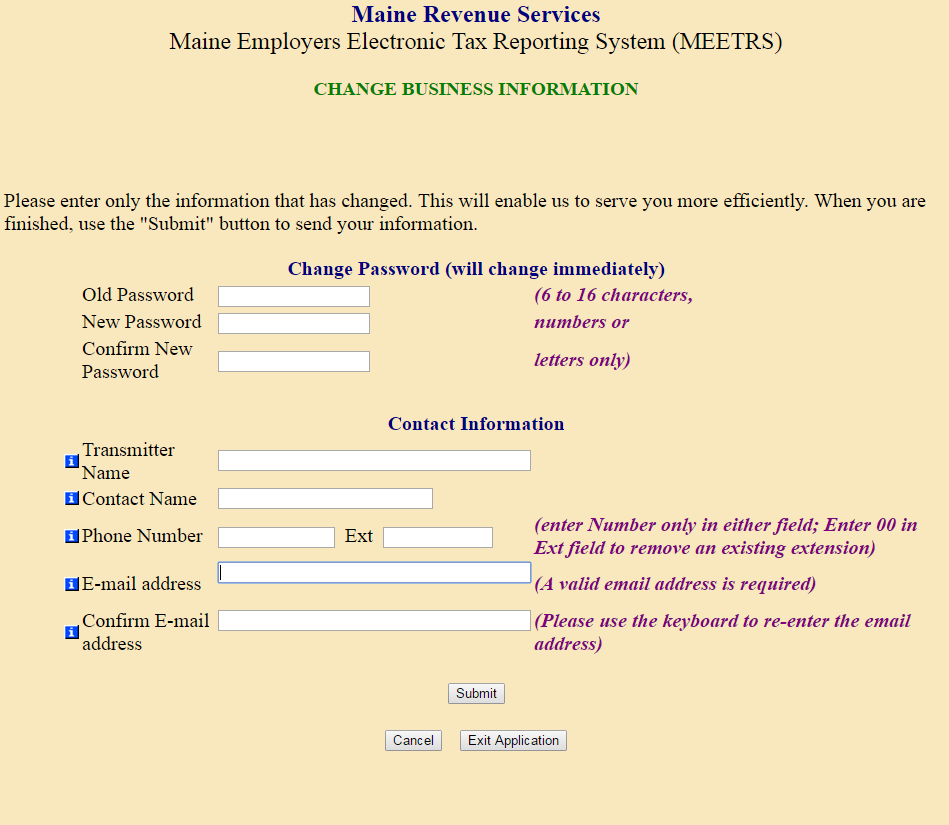 Maine Revenue Services
Maine Employers Electronic Tax Reporting System (MEETRS)
CHANGE BUSINESS INFORMATION
Please enter only the information that has changed. This will enable us to serve you more efficiently. When you are
finished, use the "Submit" button to send your information.
Change Password (will change immediately)
Old Password (6 to 16 characters,
New Password numbers or
Confirm New
Password letters only)
Contact Information
i Transmitter
Name
i Contact Name
i Phone Number Ext (enter Number only in either field; Enter 00 in
Ext field to remove an existing extension)
i E-mail address (A valid email address is required)
i Confirm E-mail
address (Please use the keyboard to re-enter the email
address)
Submit
Cancel Exit Application